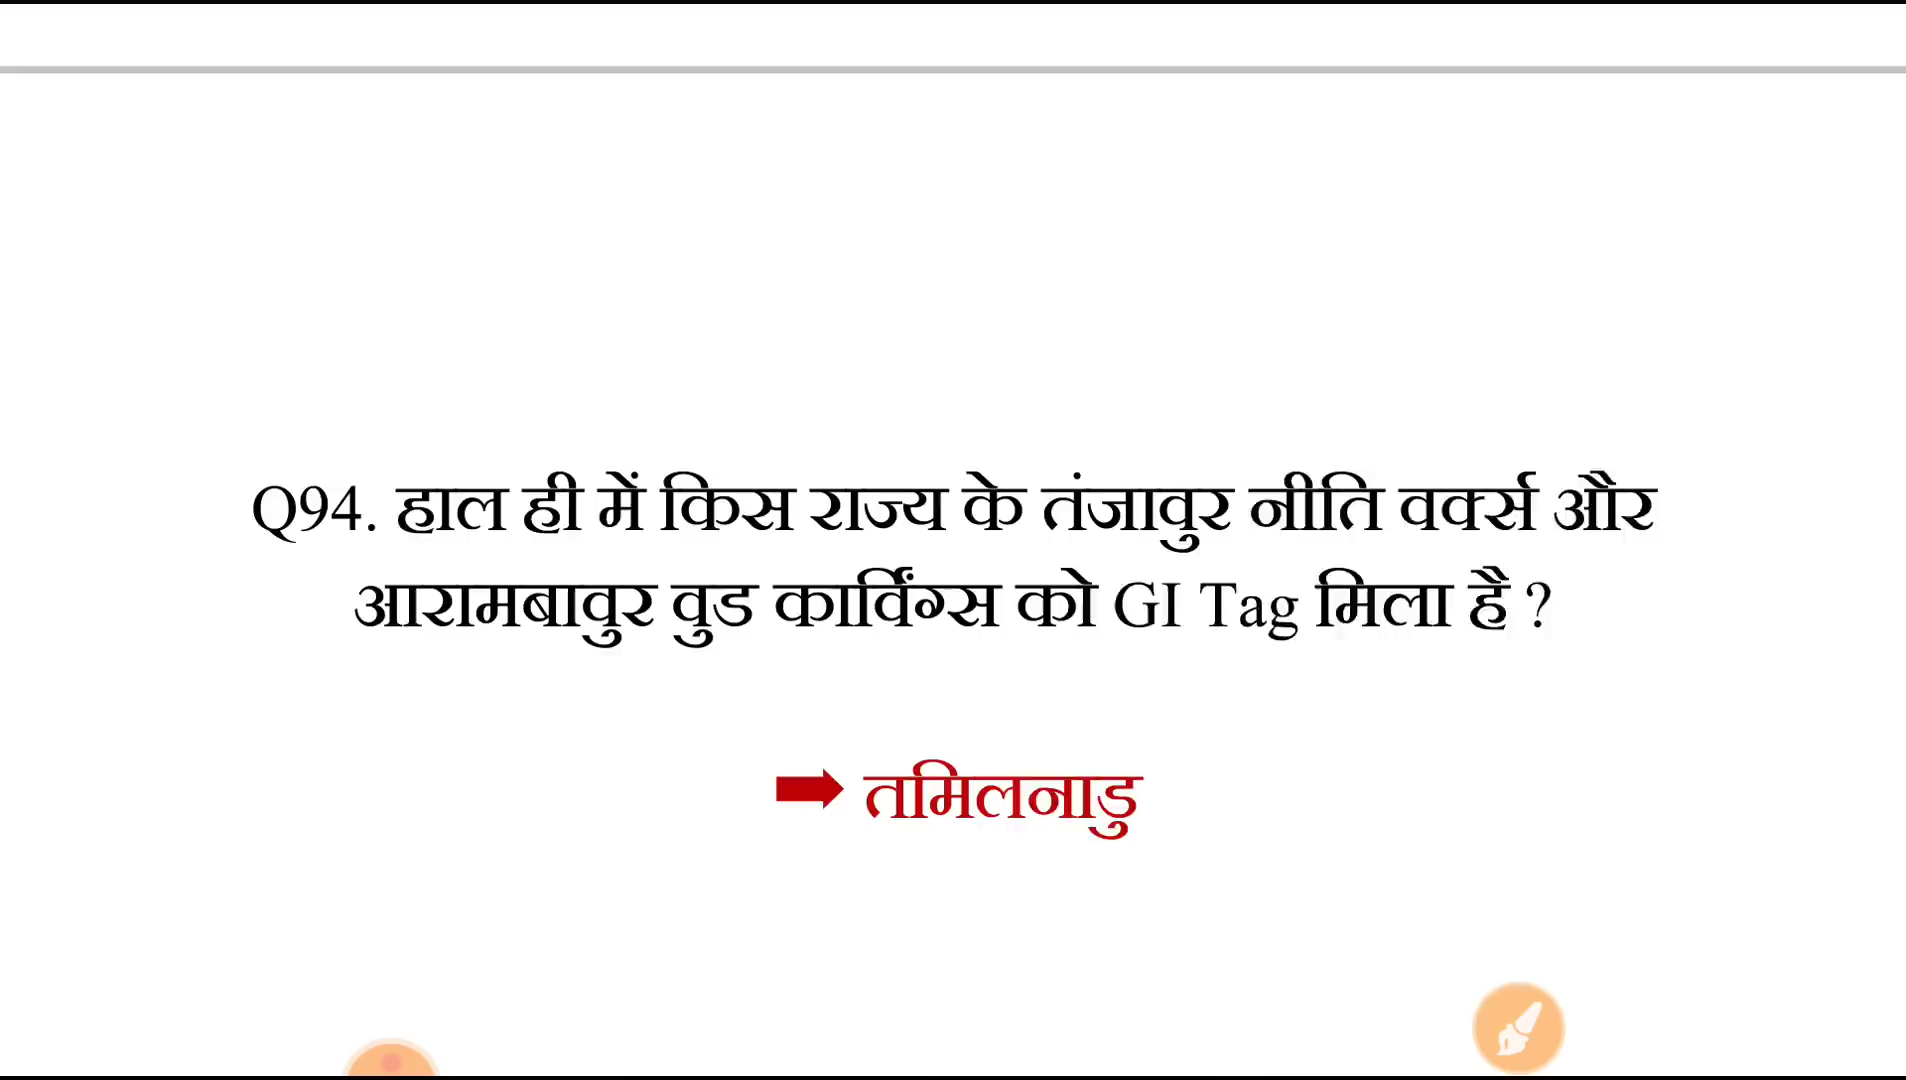 Q94. हाल ही में किस राज्य के तंजावुर नीति वर्क्स और
आरामबावुर वुड कार्विंग्स को GI Tag मिला है ?
➡ तमिलनाडु